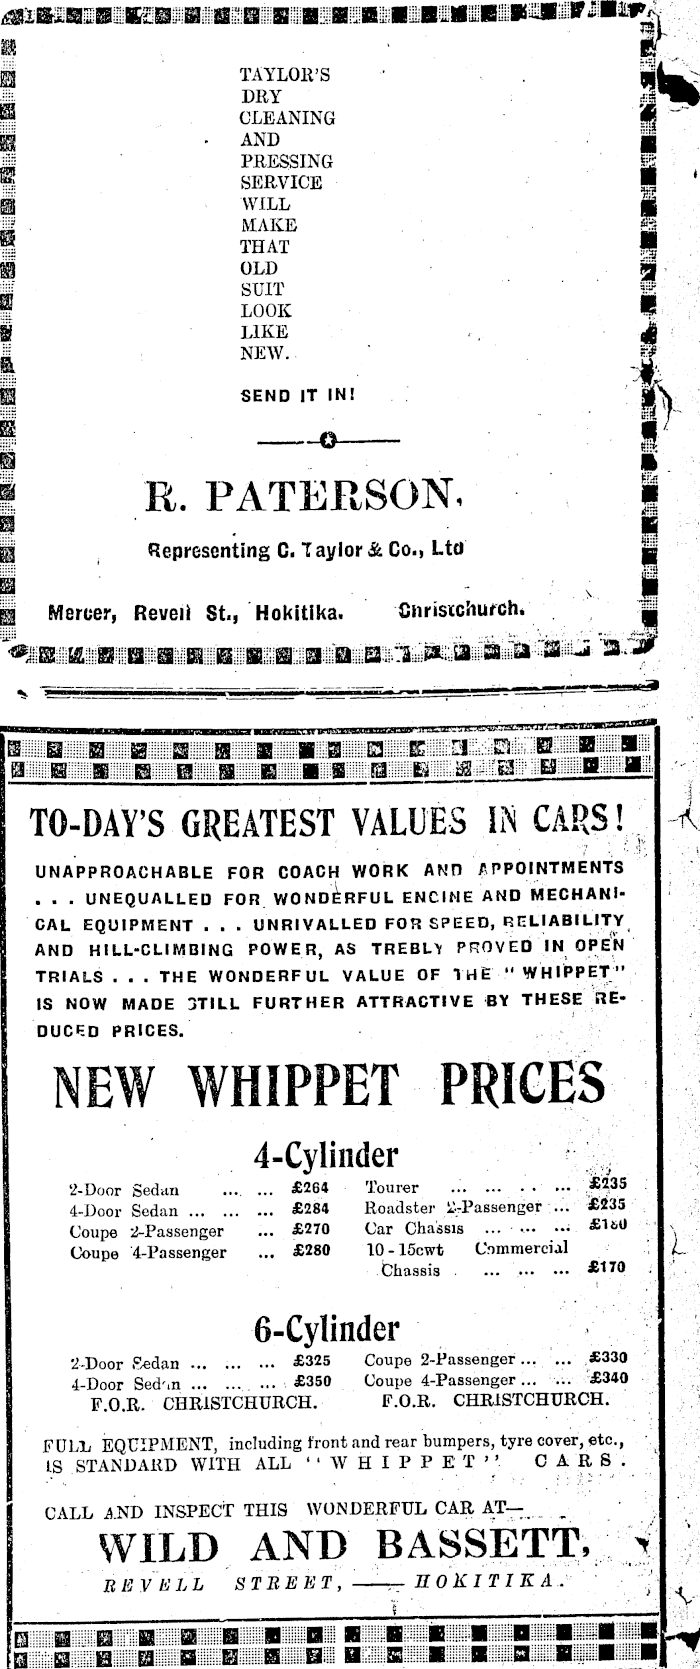 TAYLOR'S
DRY
CLEANING
AND
PRESSING
SERVICE
WILL
MAKE
THAT
OLD
SUIT
LOOK
LIKE
NEW.
SEND IT IN!
R. PATERSON,
Representing C. Taylor & Co., Ltd
Mercer, Revell St., Hokitika. Christchurch.
TO-DAY'S GREATEST VALUES IN CARS!
UNAPPROACHABLE FOR COACH WORK AND APPOINTMENTS
. . . UNEQUALLED FOR WONDERFUL ENGINE AND MECHANI-
CAL EQUIPMENT . . . UNRIVALLED FOR SPEED, RELIABILITY
AND HILL-CLIMBING POWER, AS TREBLY PROVED IN OPEN
TRIALS . . . THE WONDERFUL VALUE OF THE "WHIPPET"
IS NOW MADE STILL FURTHER ATTRACTIVE BY THESE RE-
DUCED PRICES.
NEW WHIPPET PRICES
4-Cylinder
2-Door Sedan ... ... £264
4-Door Sedan ... ... ... £284
Coupe 2-Passenger ... £270
Coupe 4-Passenger ... £280
Tourer ... ... ... ... £235
Roadster 2-Passenger ... £235
Car Chassis ... ... ...
10-15cwt Commercial
Chassis ... ... ... £170
6-Cylinder
2-Door Sedan ... ... ... £325
4-Door Sedan ... ... ... £350
F.O.R. CHRISTCHURCH.
Coupe 2-Passenger ... ... £330
Coupe 4-Passenger ... ... £340
F.O.R. CHRISTCHURCH.
FULL EQUIPMENT, including front and rear bumpers, tyre cover, etc.,
IS STANDARD WITH ALL "WHIPPET" CARS.
CALL AND INSPECT THIS WONDERFUL CAR AT—
WILD AND BASSETT,
REVELL STREET, —— HOKITIKA.